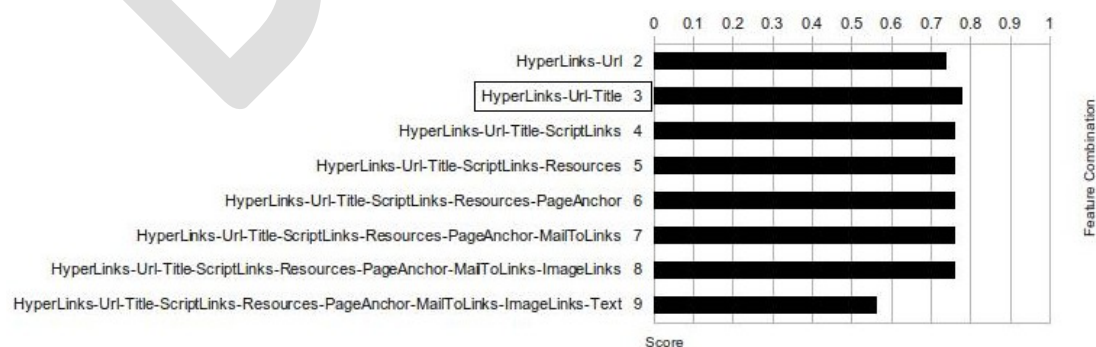 0 0.1 0.2 0.3 0.4 0.5 0.6 0.7 0.8 0.9 1
HyperLinks-Url 2
HyperLinks-Url-Title 3
HyperLinks-Url-Title-ScriptLinks 4
HyperLinks-Url-Title-ScriptLinks-Resources 5
HyperLinks-Url-Title-ScriptLinks-Resources-PageAnchor 6
HyperLinks-Url-Title-ScriptLinks-Resources-PageAnchor-MailToLinks 7
HyperLinks-Url-Title-ScriptLinks-Resources-PageAnchor-MailToLinks-ImageLinks 8
HyperLinks-Url-Title-ScriptLinks-Resources-PageAnchor-MailToLinks-ImageLinks-Text 9
Score
Feature Combination